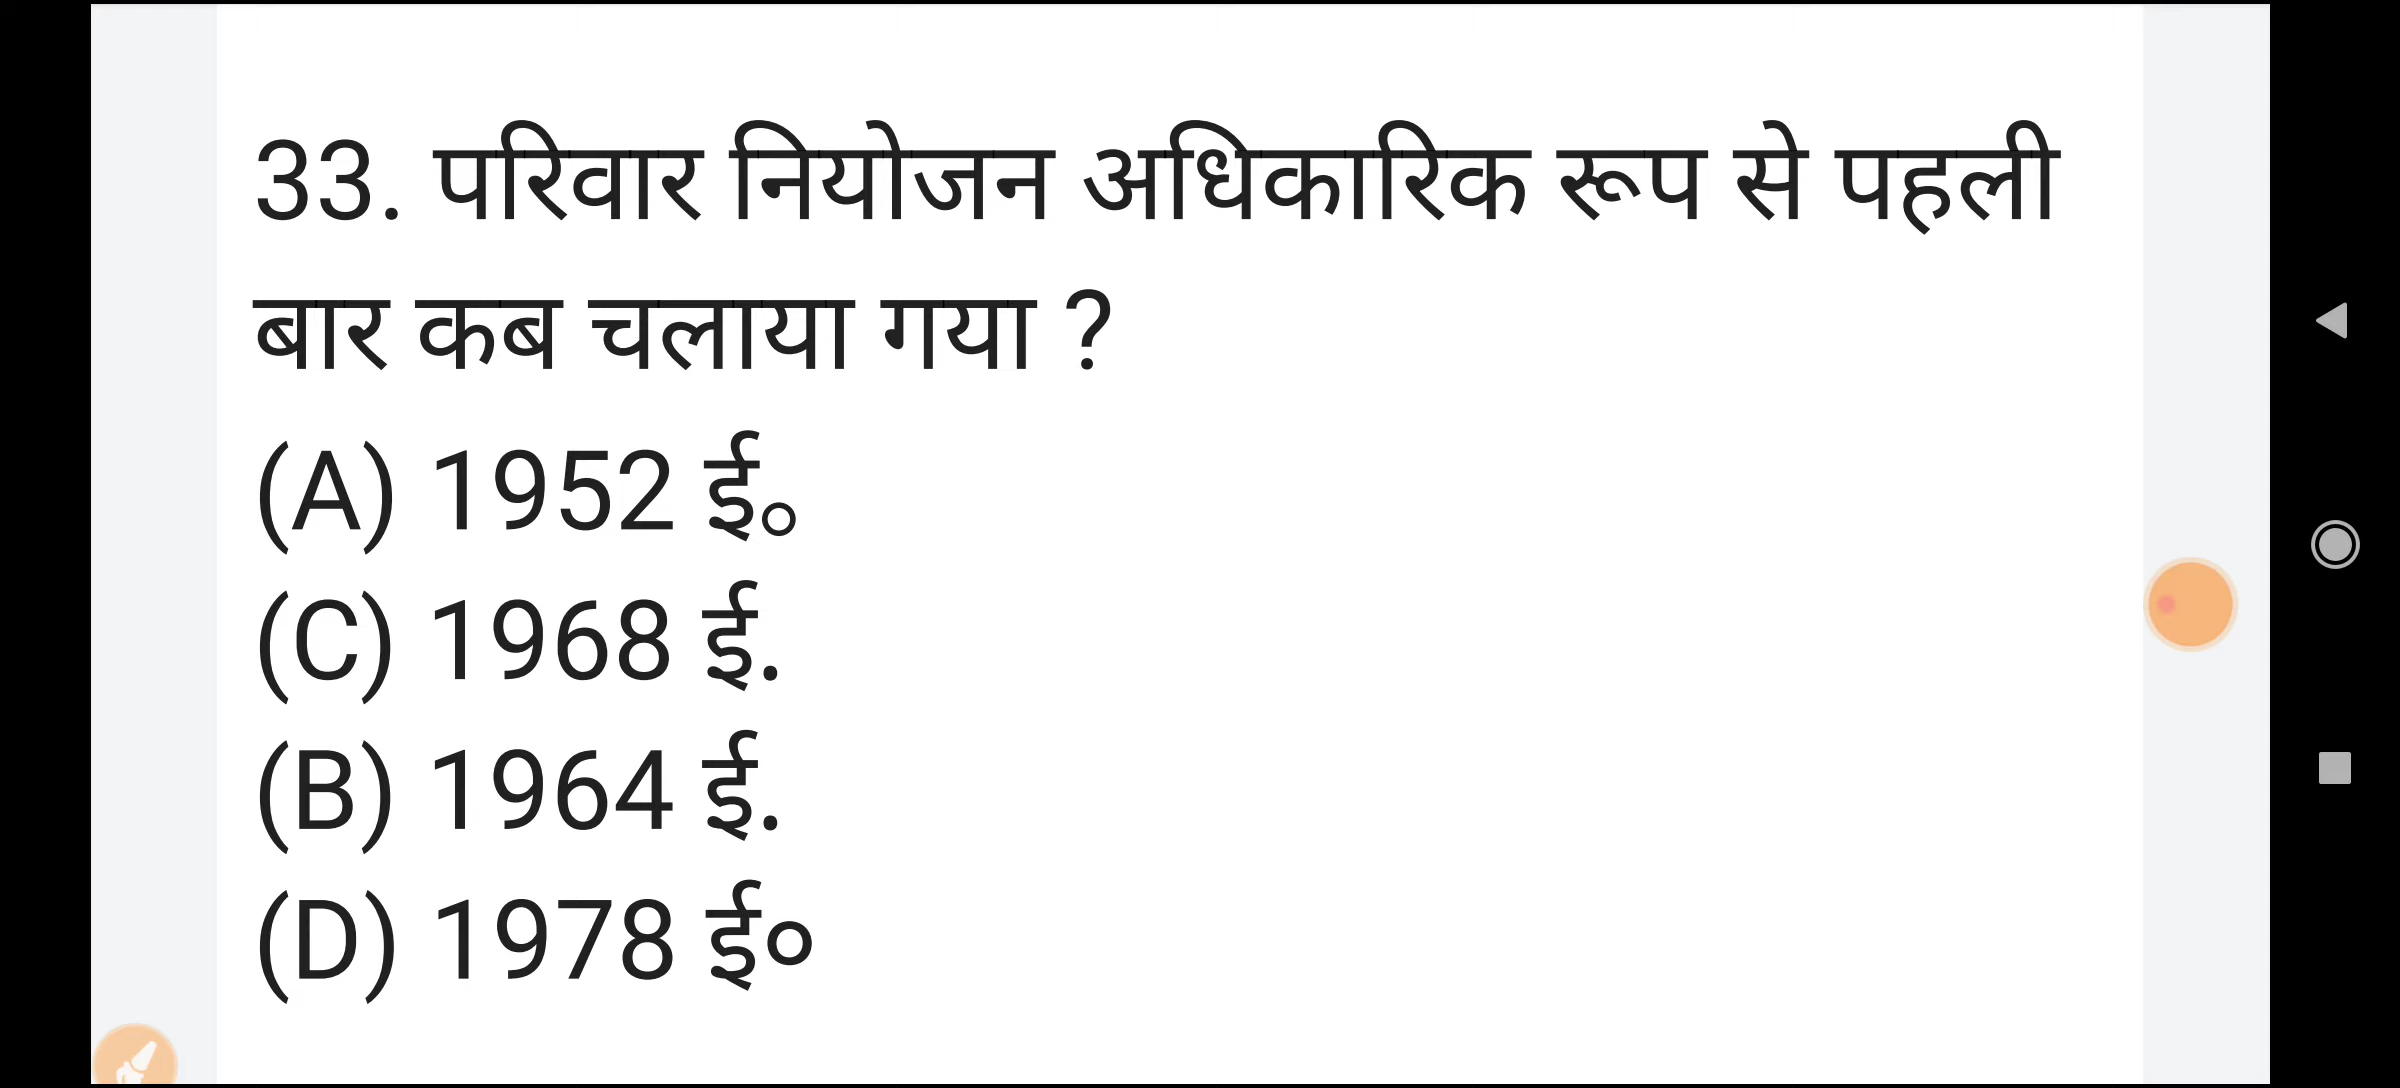 33. परिवार नियोजन अधिकारिक रूप से पहली
बार कब चलाया गया ?
(A) 1952 ई०
(C) 1968 ई.
(B) 1964 ई.
(D) 1978 ई०